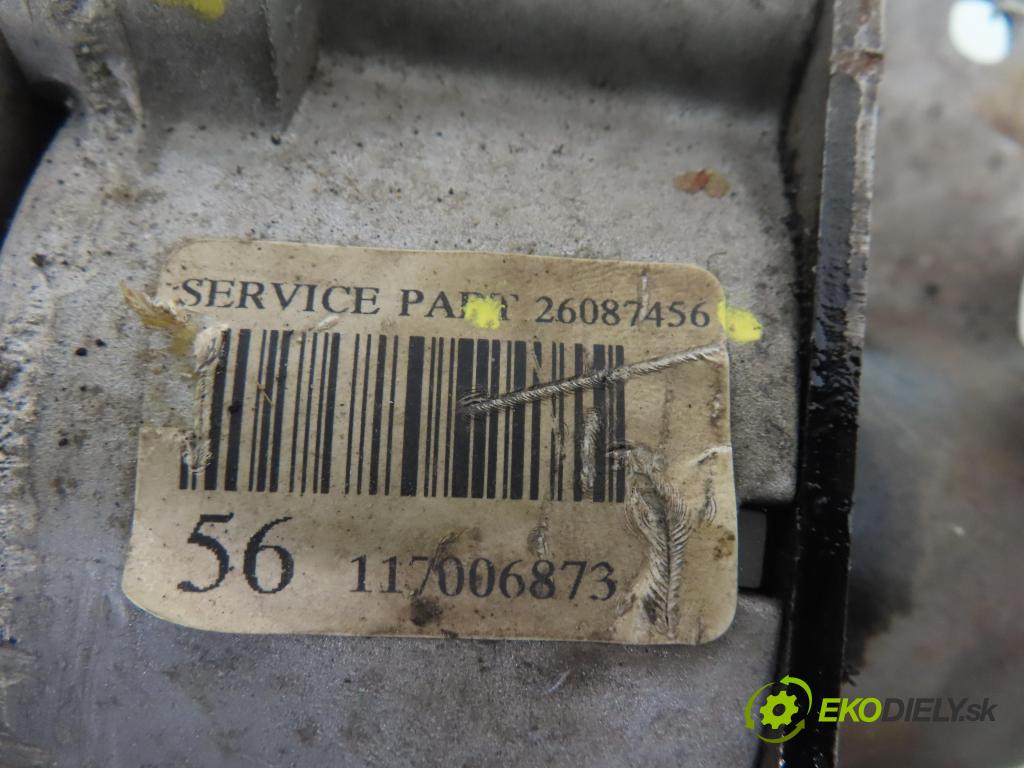 SERVICE PART 26087456
56 117006873
EKODIELY.sk